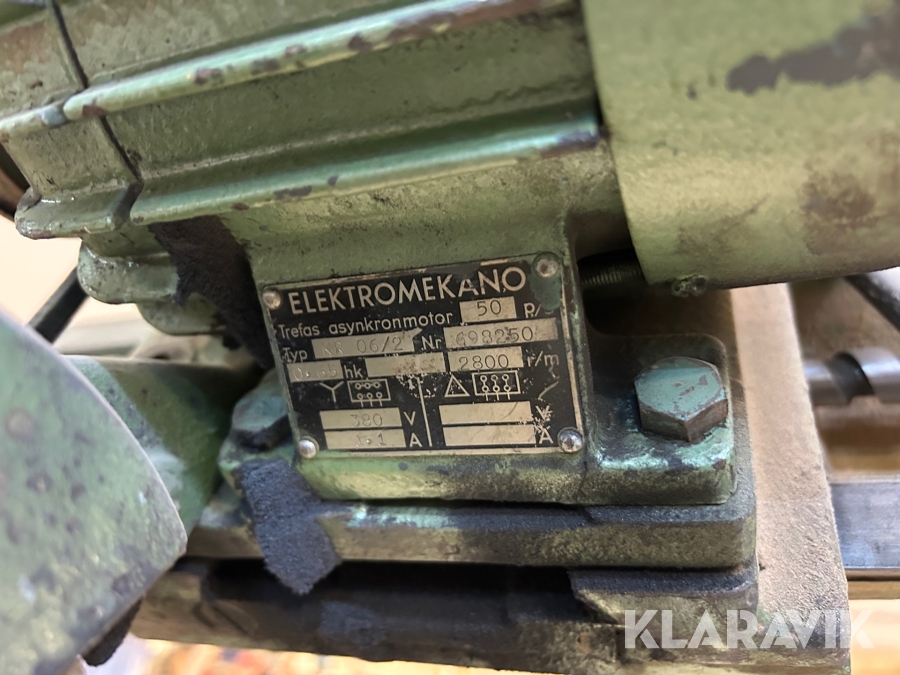 ELEKTROMEKANO
Trefas asynkronmotor 50 p/
Typ 06/2 Nr 698250
hk 2800 r/m
380 V V
A A
KLARAVIK